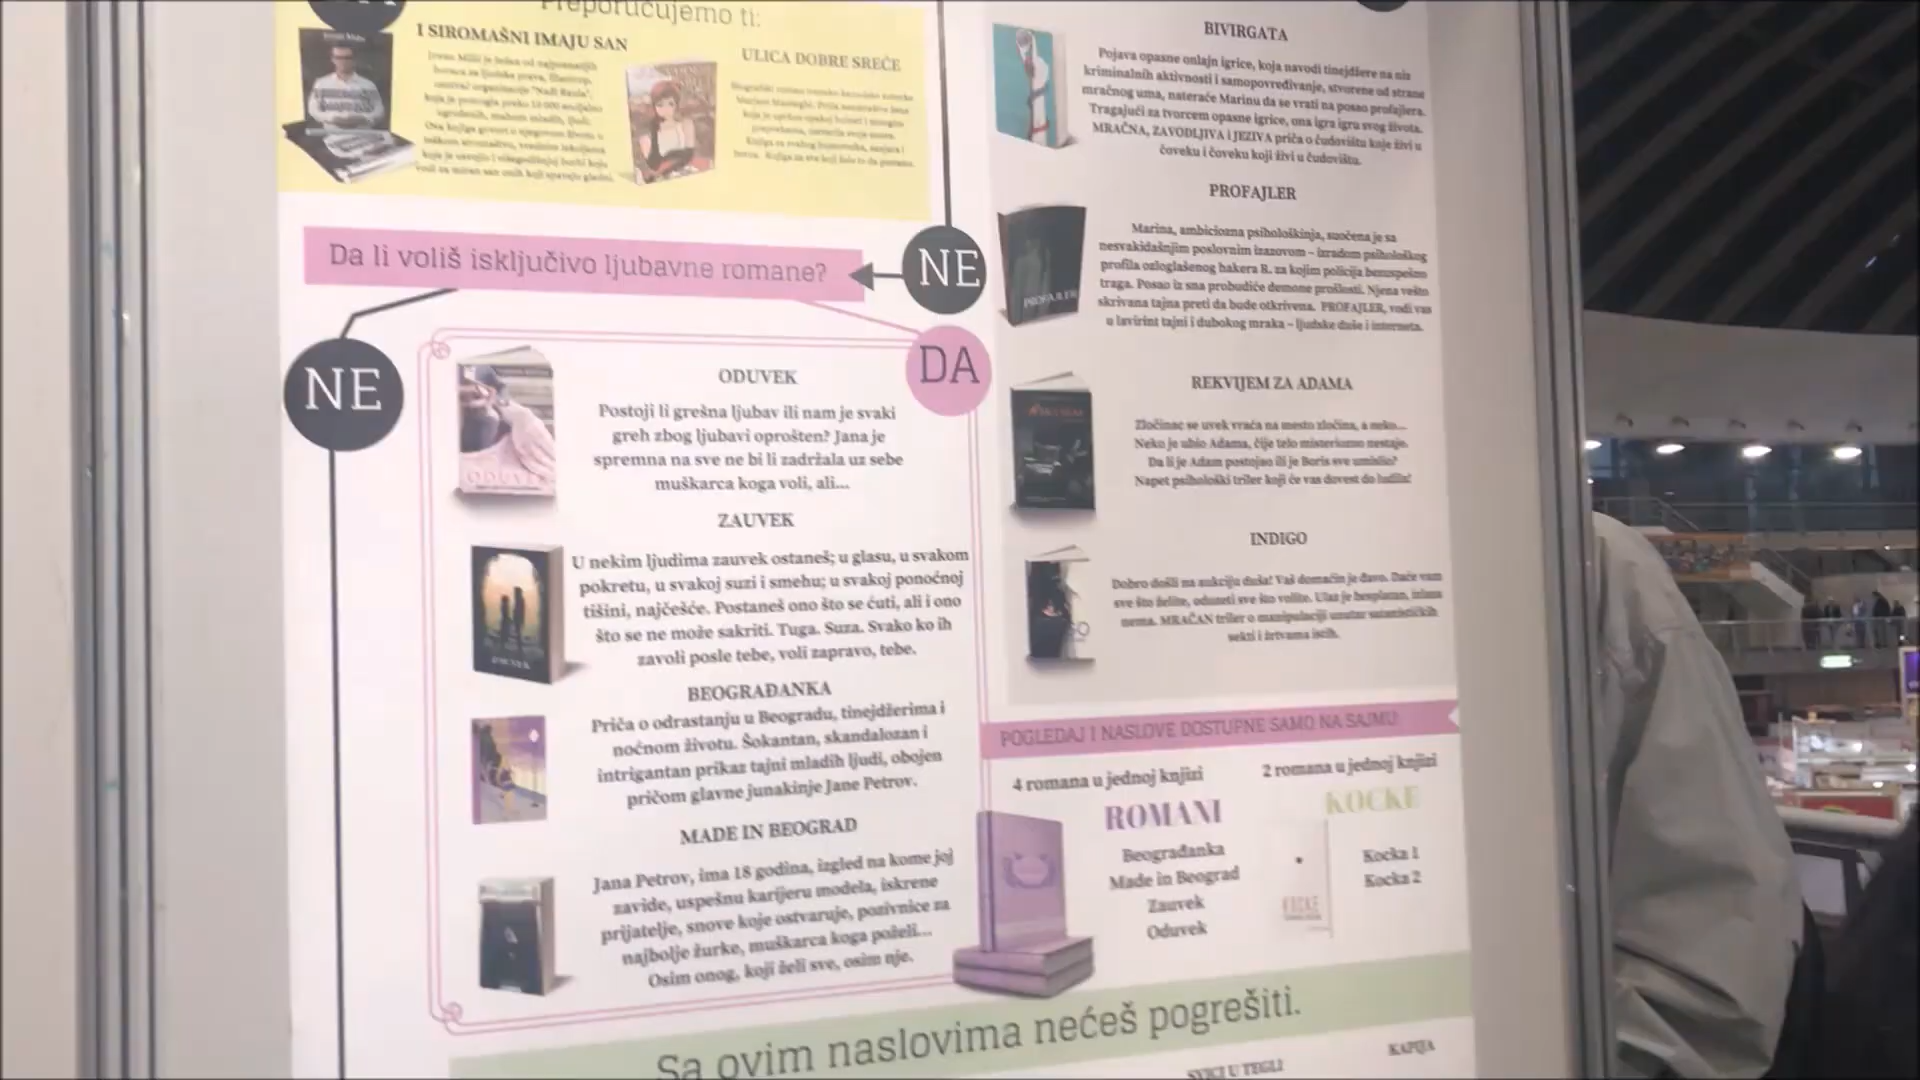 Preporučujemo ti:
I SIROMAŠNI IMAJU SAN
ULICA DOBRE SREĆE
Da li voliš isključivo ljubavne romane?
NE
NE
DA
ODUVEK
Postoji li grešna ljubav ili nam je svaki
greh zbog ljubavi oprošten? Jana je
spremna na sve ne bi li zadržala uz sebe
muškarca koga voli, ali...
ZAUVEK
U nekim ljudima zauvek ostaneš; u glasu, u svakom
pokretu, u svakoj suzi i smehu; u svakoj ponoćnoj
tišini, najčešće. Postaneš ono što se ćuti, ali i ono
što se ne može sakriti. Tuga. Suza. Svako ko ih
zavoli posle tebe, voli zapravo, tebe.
BEOGRAĐANKA
Priča o odrastanju u Beogradu, tinejdžerima i
noćnom životu. Šokantan, skandalozan i
intrigantan prikaz tajni mladih ljudi, obojen
pričom glavne junakinje Jane Petrov.
MADE IN BEOGRAD
Jana Petrov, ima 18 godina, izgled na kome joj
zavide, uspešnu karijeru modela, iskrene
prijatelje, snove koje ostvaruje, pozivnice za
najbolje žurke, muškarca koga poželi...
Osim onog, koji želi sve, osim nje.
BIVIRGATA
Pojava opasne onlajn igrice, koja navodi tinejdžere na niz
kriminalnih aktivnosti i samopovređivanje, stvorene od strane
mračnog uma, nateraće Marinu da se vrati na posao profajlera.
Tragajući za tvorcem opasne igrice, ona igra igru svog života.
MRAČNA, ZAVODLJIVA i JEZIVA priča o čudovištu koje živi u
čoveku i čoveku koji živi u čudovištu.
PROFAJLER
Marina, ambiciozna psihološkinja, suočena je sa
nesvakidašnjim poslovnim izazovom – izradom psihološkog
profila ozloglašenog hakera R. za kojim policija bezuspešno
traga. Posao iz sna probudiće demone prošlosti. Njena vešto
skrivana tajna preti da bude otkrivena. PROFAJLER, vodi vas
u lavirint tajni i dubokog mraka – ljudske duše i interneta.
PROFAJLER
REKVIJEM ZA ADAMA
Zločinac se uvek vraća na mesto zločina, a neko...
Neko je ubio Adama, čije telo misteriozno nestaje.
Da li je Adam postojao ili je Boris sve umislio?
Napet psihološki triler koji će vas dovest do ludila!
INDIGO
Dobro došli na aukciju duša! Vaš domaćin je đavo. Daće vam
sve što želite, oduzeti sve što volite. Ulaz je besplatan, izlaza
nema. MRAČAN triler o manipulaciji unutar satanističkih
sekti i žrtvama istih.
POGLEDAJ I NASLOVE DOSTUPNE SAMO NA SAJMU:
4 romana u jednoj knjizi
ROMANI
Beograđanka
Made in Beograd
Zauvek
Oduvek
2 romana u jednoj knjizi
KOCKE
Kocka 1
Kocka 2
Sa ovim naslovima nećeš pogrešiti.
SVICI U TEGLI
KAPIJA